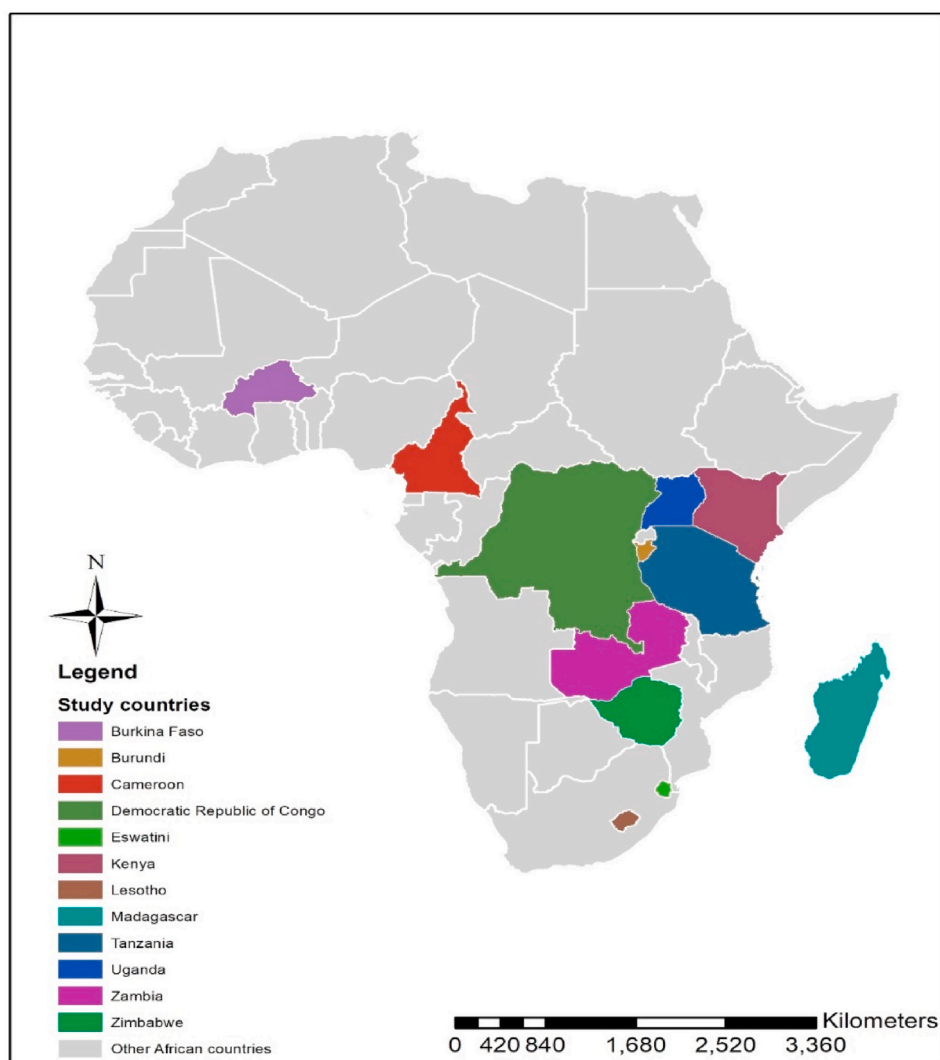 N
Legend
Study countries
Burkina Faso
Burundi
Cameroon
Democratic Republic of Congo
Eswatini
Kenya
Lesotho
Madagascar
Tanzania
Uganda
Zambia
Zimbabwe
Other African countries
Kilometers
0 420 840 1,680 2,520 3,360